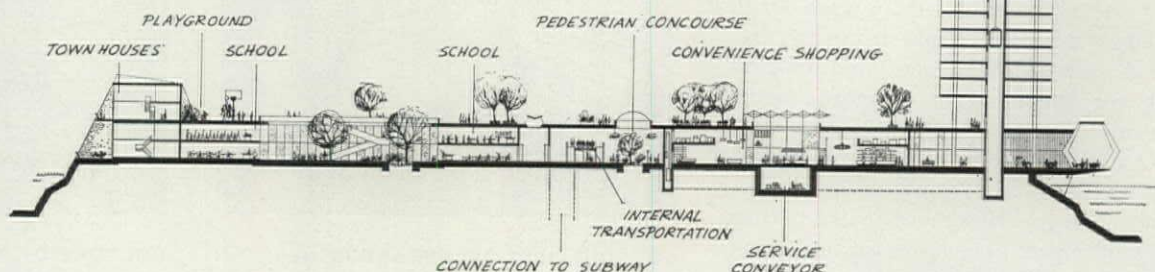 PLAYGROUND
PEDESTRIAN CONCOURSE
TOWN HOUSES
SCHOOL
SCHOOL
CONVENIENCE SHOPPING
INTERNAL
TRANSPORTATION
SERVICE
CONVEYOR
CONNECTION TO SUBWAY